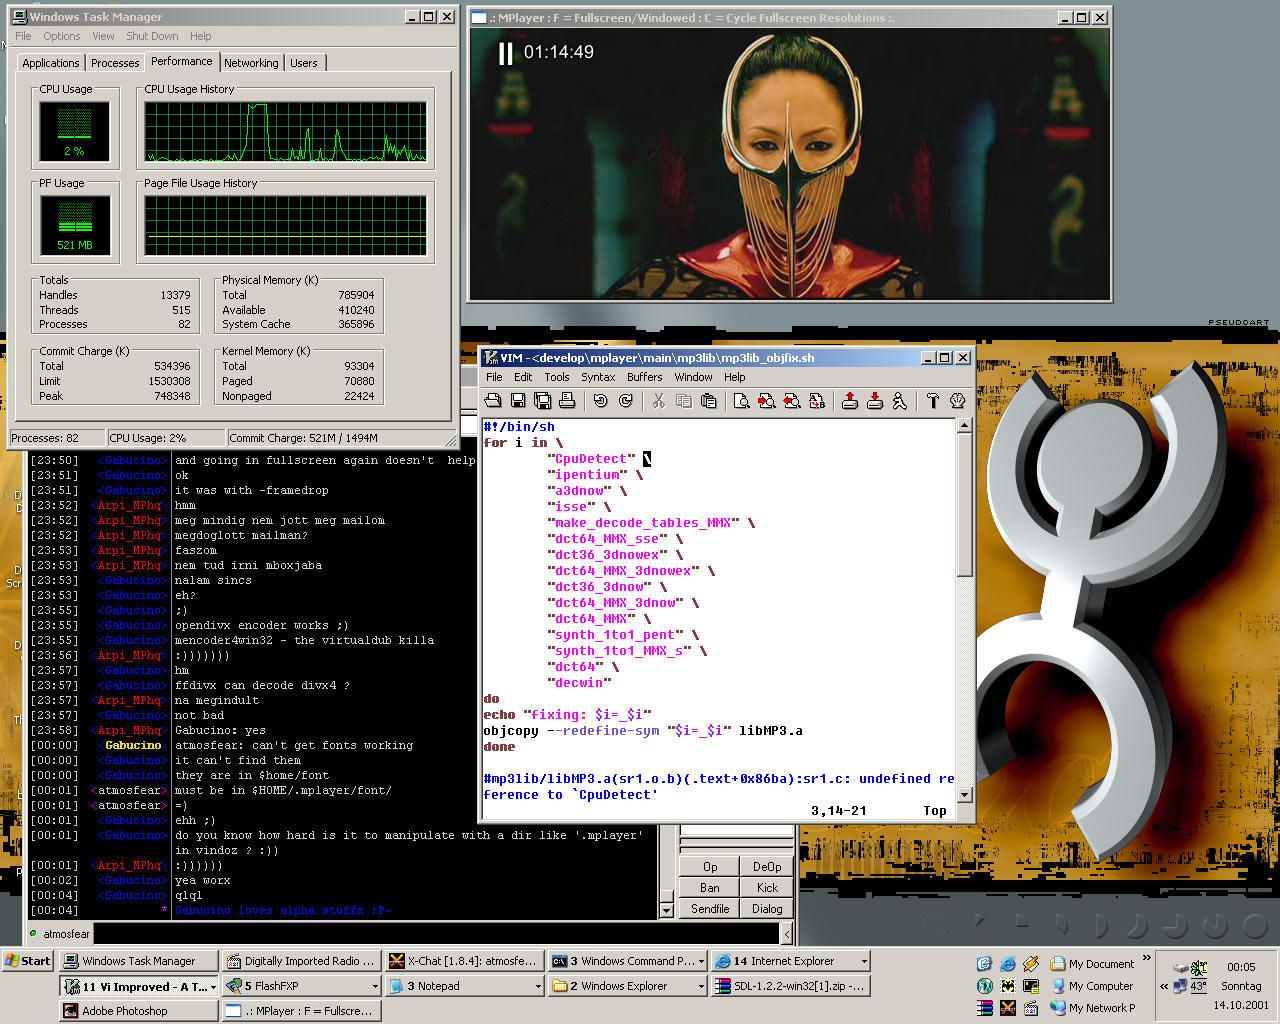 Windows Task Manager
File Options View Shut Down Help
Applications Processes Performance Networking Users
CPU Usage CPU Usage History
2 %
PF Usage Page File Usage History
521 MB
Totals
Handles 13379
Threads 515
Processes 82
Physical Memory (K)
Total 785904
Available 410240
System Cache 365896
Commit Charge (K)
Total 534396
Limit 1530308
Peak 748348
Kernel Memory (K)
Total 93304
Paged 70880
Nonpaged 22424
Processes: 82 CPU Usage: 2% Commit Charge: 521M / 1494M
.: MPlayer : F = Fullscreen/Windowed : C = Cycle Fullscreen Resolutions :.
01:14:49
PSEUDOART
VIM -<develop\mplayer\main\mp3lib\mp3lib_objfix.sh
File Edit Tools Syntax Buffers Window Help
#!/bin/sh
for i in \
"CpuDetect" \
"ipentium" \
"a3dnow" \
"isse" \
"make_decode_tables_MMX" \
"dct64_MMX_sse" \
"dct36_3dnowex" \
"dct64_MMX_3dnowex" \
"dct36_3dnow" \
"dct64_MMX_3dnow" \
"dct64_MMX" \
"synth_1to1_pent" \
"synth_1to1_MMX_s" \
"dct64" \
"decwin"
do
echo "fixing: $i=_$i"
objcopy --redefine-sym "$i=_$i" libMP3.a
done
#mp3lib/libMP3.a(sr1.o.b)(.text+0x86ba):sr1.c: undefined re
ference to `CpuDetect'
3,14-21 Top
[23:50] <Gabucino> and going in fullscreen again doesn't help
[23:51] <Gabucino> ok
[23:51] <Gabucino> it was with -framedrop
[23:52] <Arpi_MPhq> hmm
[23:52] <Arpi_MPhq> meg mindig nem jott meg mailom
[23:52] <Arpi_MPhq> megdoglott mailman?
[23:53] <Arpi_MPhq> faszom
[23:53] <Arpi_MPhq> nem tud irni mboxjaba
[23:53] <Gabucino> nalam sincs
[23:53] <Gabucino> eh?
[23:55] <Gabucino> ;)
[23:55] <Gabucino> opendivx encoder works ;)
[23:55] <Gabucino> mencoder4win32 - the virtualdub killa
[23:56] <Arpi_MPhq> :)))))))
[23:57] <Gabucino> hm
[23:57] <Gabucino> ffdivx can decode divx4 ?
[23:57] <Arpi_MPhq> na megindult
[23:57] <Gabucino> not bad
[23:58] <Arpi_MPhq> Gabucino: yes
[00:00] <Gabucino> atmosfear: can't get fonts working
[00:00] <Gabucino> it can't find them
[00:00] <Gabucino> they are in $home/font
[00:01] <atmosfear> must be in $HOME/.mplayer/font/
[00:01] <atmosfear> =)
[00:01] <Gabucino> ehh ;)
[00:01] <Gabucino> do you know how hard is it to manipulate with a dir like '.mplayer'
in vindoz ? :))
[00:01] <Arpi_MPhq> :))))))
[00:02] <Gabucino> yea worx
[00:04] <Gabucino> qlql
[00:04] * Gabucino loves alpha stuffz :P~
Op DeOp
Ban Kick
Sendfile Dialog
atmosfear <
Start Windows Task Manager Digitally Imported Radio ... X-Chat [1.8.4]: atmosfe... 3 Windows Command P... 14 Internet Explorer
11 Vi Improved - A T... 5 FlashFXP 3 Notepad 2 Windows Explorer SDL-1.2.2-win32[1].zip -...
Adobe Photoshop .: MPlayer : F = Fullscre...
My Document »
My Computer
My Network P
« 43°
00:05
Sonntag
14.10.2001